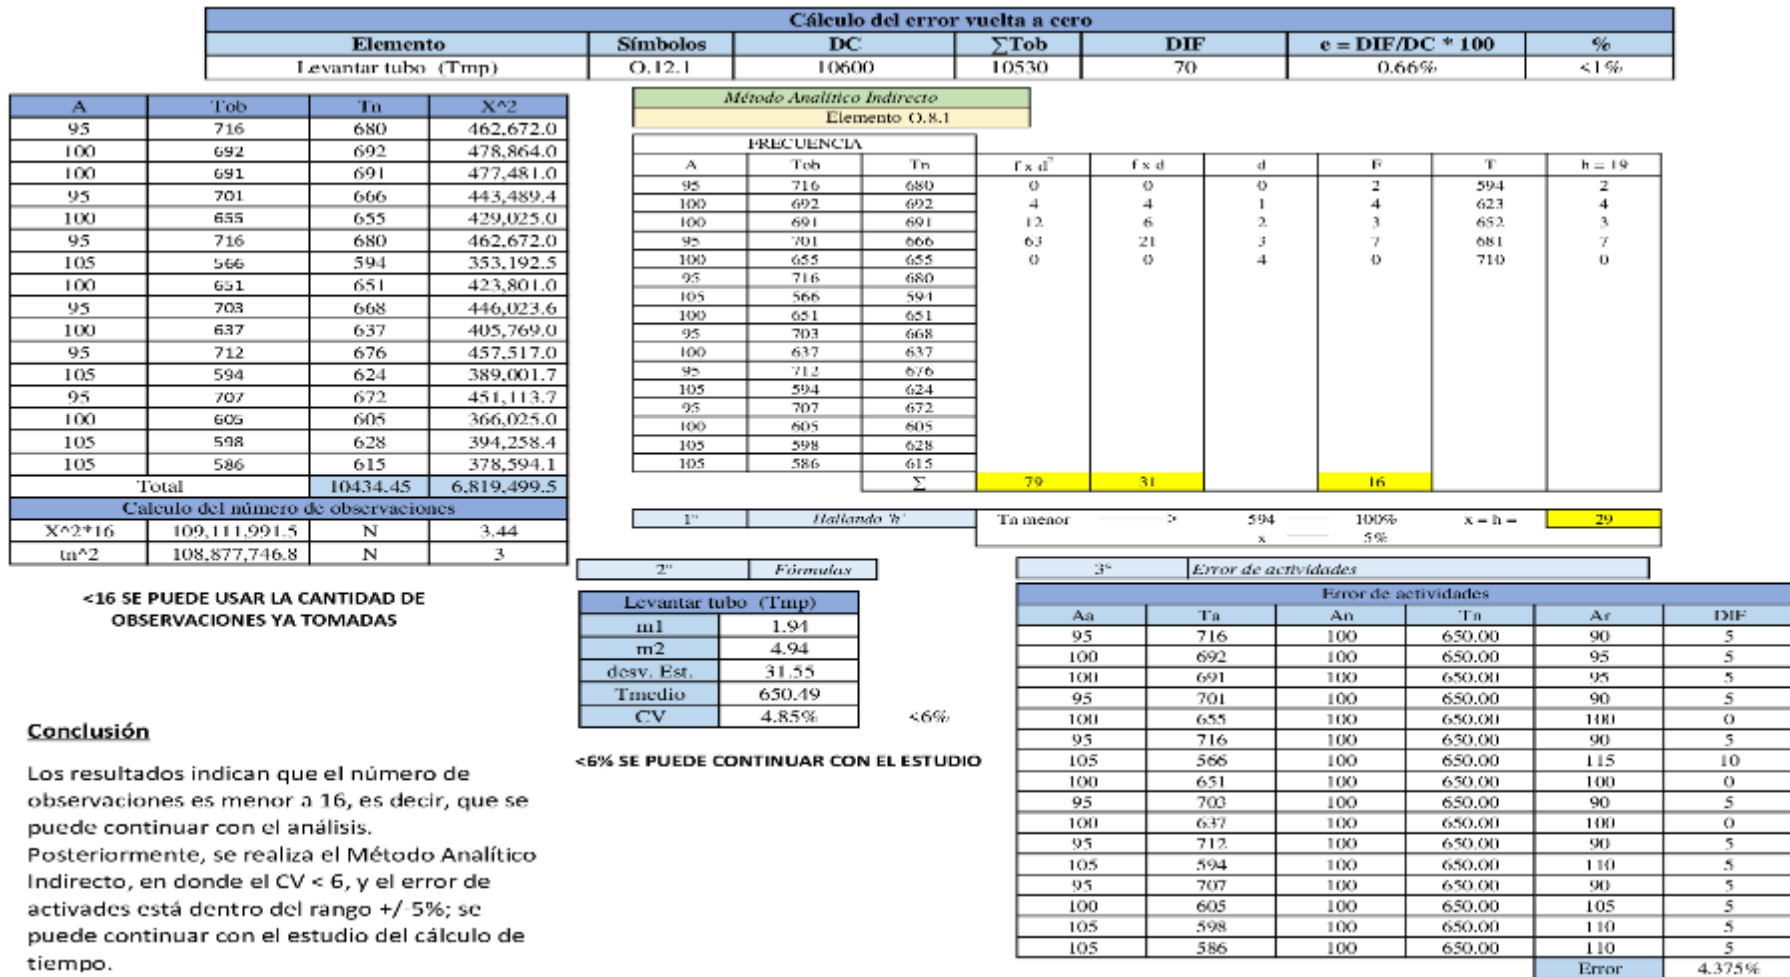 Cálculo del error vuelta a cero
Elemento Símbolos DC ∑Tob DIF e = DIF/DC * 100 %
Levantar tubo (Tmp) O.12.1 10600 10530 70 0.66% <1%
A Tob Tn X^2
95 716 680 462,672.0
100 692 692 478,864.0
100 691 691 477,481.0
95 701 666 443,489.4
100 655 655 429,025.0
95 716 680 462,672.0
105 566 594 353,192.5
100 651 651 423,801.0
95 703 668 446,023.6
100 637 637 405,769.0
95 712 676 457,517.0
105 594 624 389,001.7
95 707 672 451,113.7
100 605 605 366,025.0
105 598 628 394,258.4
105 586 615 378,594.1
Total 10434.45 6,819,499.5
Calculo del número de observaciones
X^2*16 109,111,991.5 N 3.44
tn^2 108,877,746.8 N 3
<16 SE PUEDE USAR LA CANTIDAD DE
OBSERVACIONES YA TOMADAS
Método Analítico Indirecto
Elemento O.8.1
FRECUENCIA
A Tob Tn f x d² f x d d F T h = 19
95 716 680 0 0 0 2 594 2
100 692 692 4 4 1 4 623 4
100 691 691 12 6 2 3 652 3
95 701 666 63 21 3 7 681 7
100 655 655 0 0 4 0 710 0
95 716 680
105 566 594
100 651 651
95 703 668
100 637 637
95 712 676
105 594 624
95 707 672
100 605 605
105 598 628
105 586 615
∑ 79 31 16
1° Hallando 'h' Tn menor > 594 100% x = h = 29
x 5%
2° Fórmulas
Levantar tubo (Tmp)
m1 1.94
m2 4.94
desv. Est. 31.55
Tmedio 650.49
CV 4.85% <6%
<6% SE PUEDE CONTINUAR CON EL ESTUDIO
3° Error de actividades
Error de actividades
Aa Ta An Tn Ar DIF
95 716 100 650.00 90 5
100 692 100 650.00 95 5
100 691 100 650.00 95 5
95 701 100 650.00 90 5
100 655 100 650.00 100 0
95 716 100 650.00 90 5
105 566 100 650.00 115 10
100 651 100 650.00 100 0
95 703 100 650.00 90 5
100 637 100 650.00 100 0
95 712 100 650.00 90 5
105 594 100 650.00 110 5
95 707 100 650.00 90 5
100 605 100 650.00 105 5
105 598 100 650.00 110 5
105 586 100 650.00 110 5
Error 4.375%
Conclusión
Los resultados indican que el número de
observaciones es menor a 16, es decir, que se
puede continuar con el análisis.
Posteriormente, se realiza el Método Analítico
Indirecto, en donde el CV < 6, y el error de
activades está dentro del rango +/-5%; se
puede continuar con el estudio del cálculo de
tiempo.